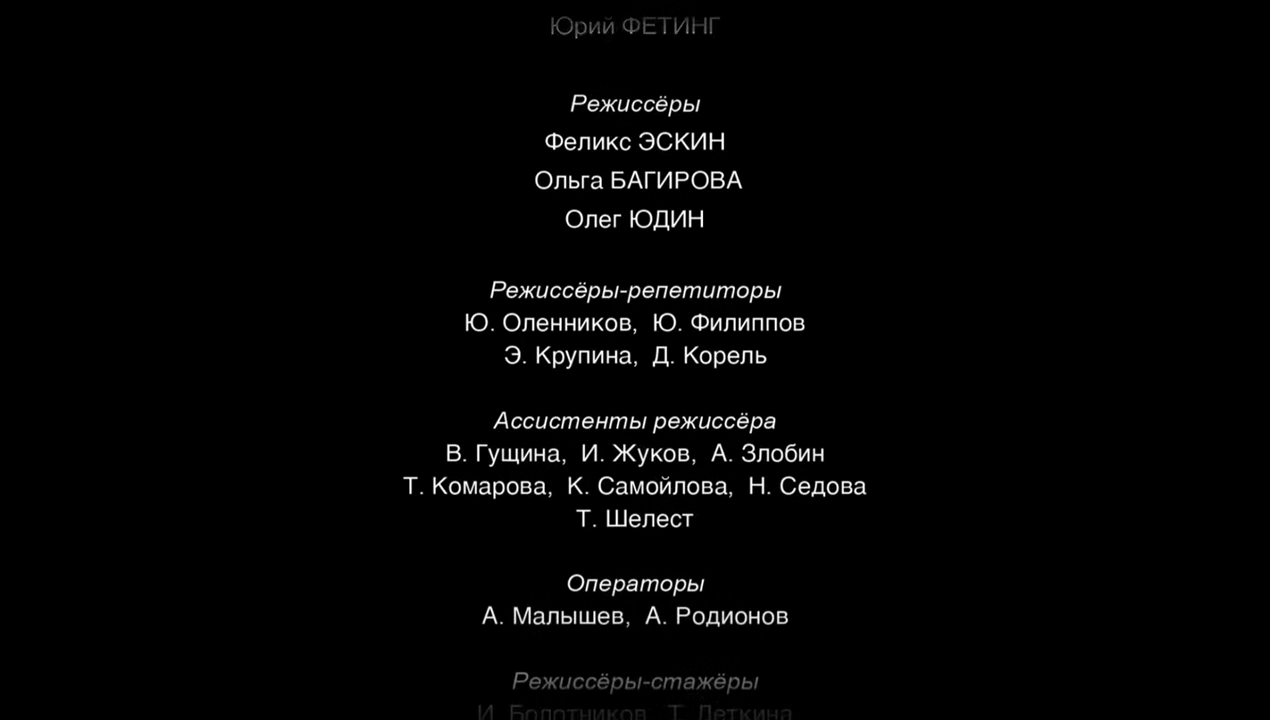 Юрий ФЕТИНГ
Режиссёры
Феликс ЭСКИН
Ольга БАГИРОВА
Олег ЮДИН
Режиссёры-репетиторы
Ю. Оленников, Ю. Филиппов
Э. Крупина, Д. Корель
Ассистенты режиссёра
В. Гущина, И. Жуков, А. Злобин
Т. Комарова, К. Самойлова, Н. Седова
Т. Шелест
Операторы
А. Малышев, А. Родионов
Режиссёры-стажёры
И. Болотников, Т.